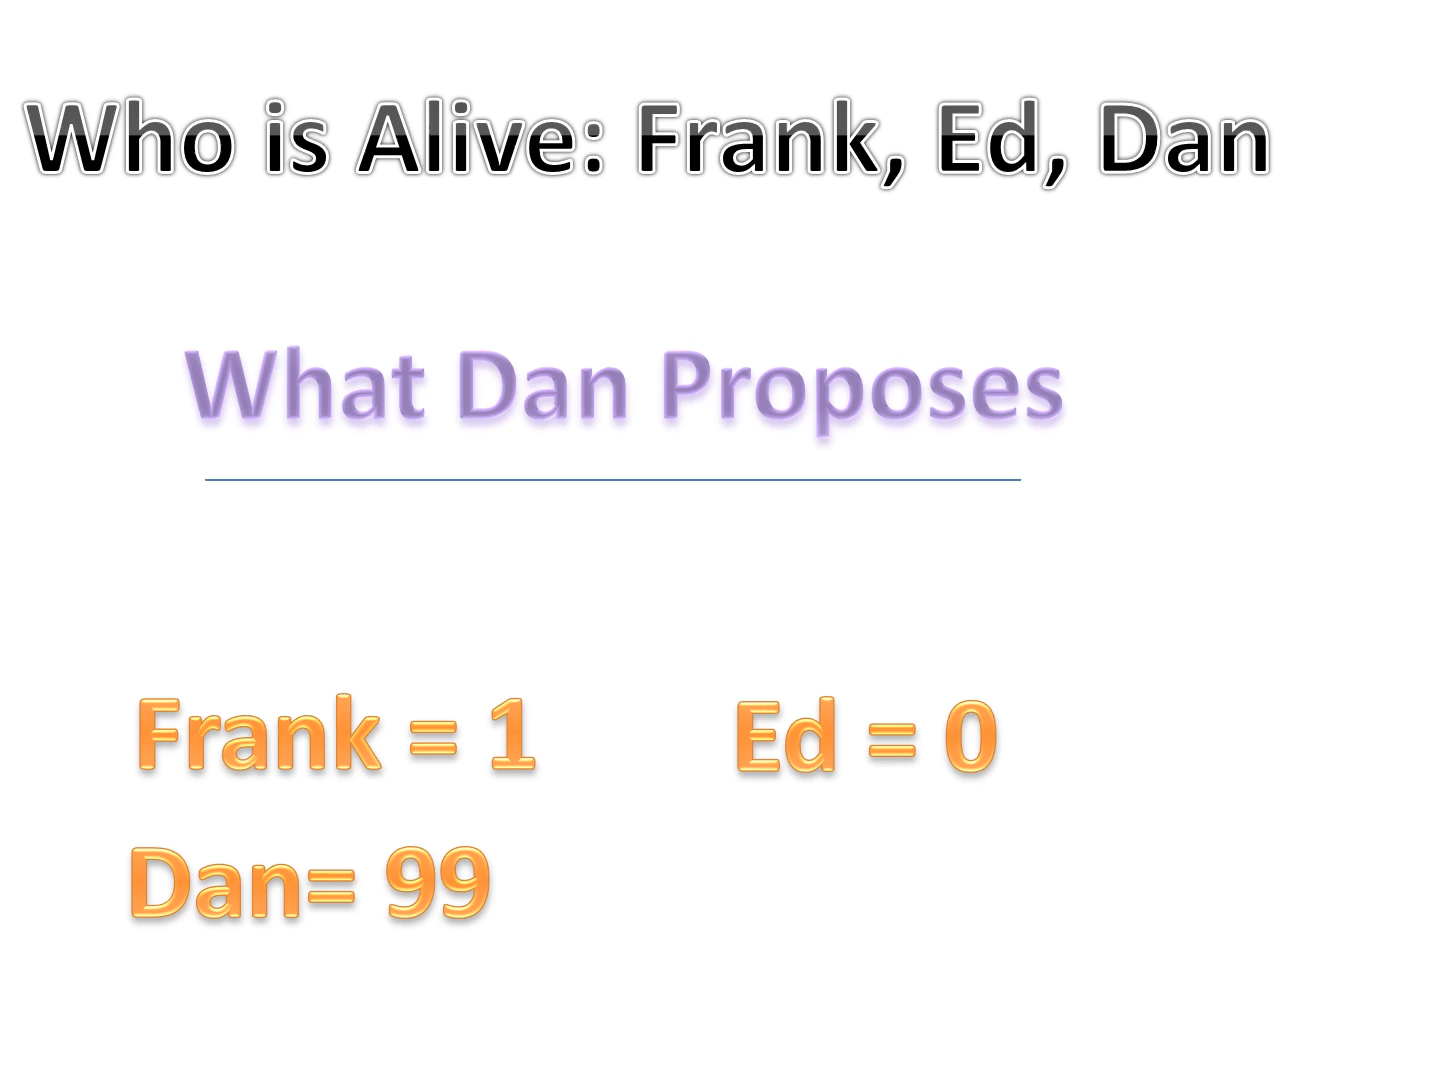 Who is Alive: Frank, Ed, Dan
What Dan Proposes
Frank = 1 Ed = 0
Dan= 99